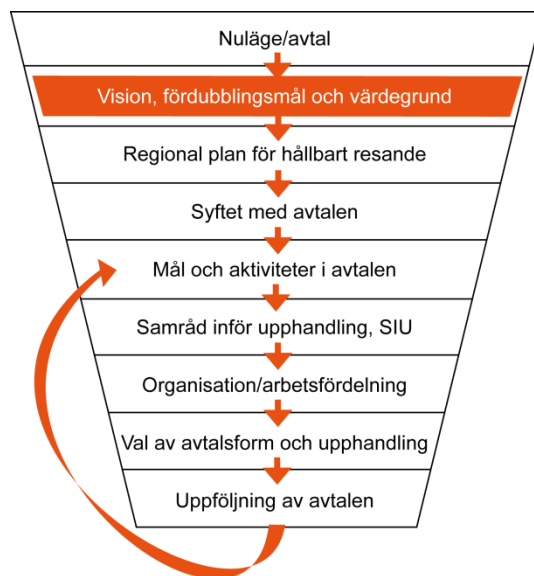 Nuläge/avtal
Vision, fördubblingsmål och värdegrund
Regional plan för hållbart resande
Syftet med avtalen
Mål och aktiviteter i avtalen
Samråd inför upphandling, SIU
Organisation/arbetsfördelning
Val av avtalsform och upphandling
Uppföljning av avtalen